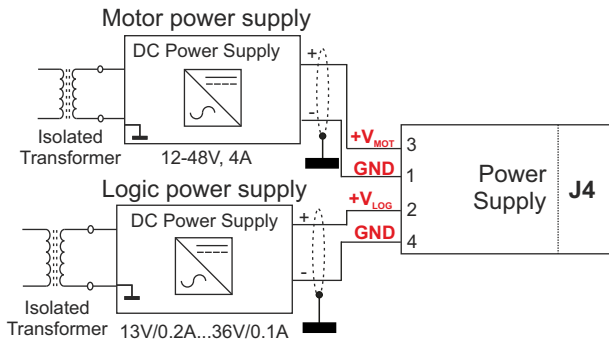 Motor power supply
DC Power Supply
+
-
Isolated
Transformer
12-48V, 4A
+VMOT
3
GND
1
Power
Supply
J4
Logic power supply
+VLOG
2
DC Power Supply
+
GND
4
-
Isolated
Transformer
13V/0.2A...36V/0.1A